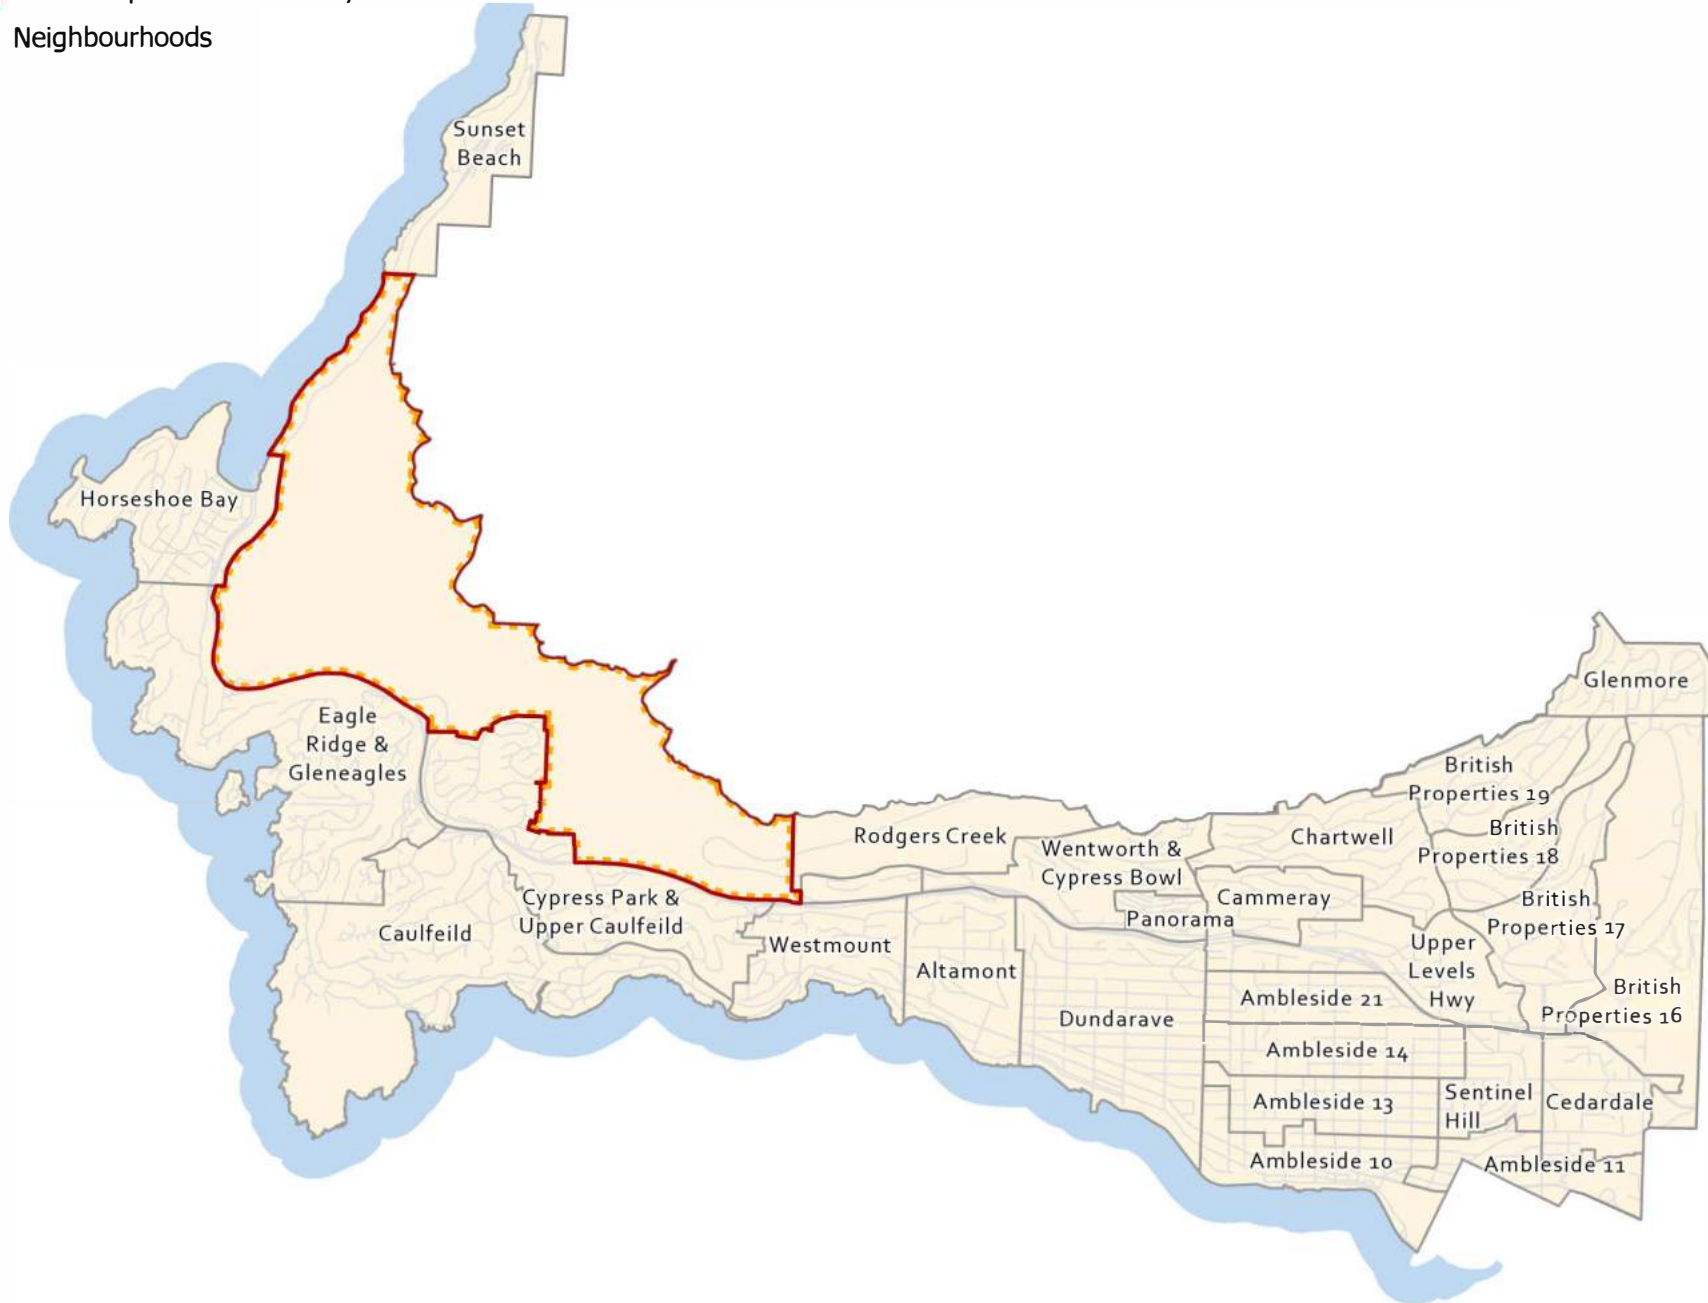 Neighbourhoods
Sunset
Beach
Horseshoe Bay
Eagle
Ridge &
Gleneagles
Caulfeild
Cypress Park &
Upper Caulfeild
Westmount
Altamont
Rodgers Creek
Wentworth &
Cypress Bowl
Panorama
Cammeray
Chartwell
Glenmore
British
Properties 19
British
Properties 18
British
Properties 17
British
Properties 16
Upper
Levels
Hwy
Dundarave
Ambleside 21
Ambleside 14
Ambleside 13
Ambleside 10
Sentinel
Hill
Cedardale
Ambleside 11